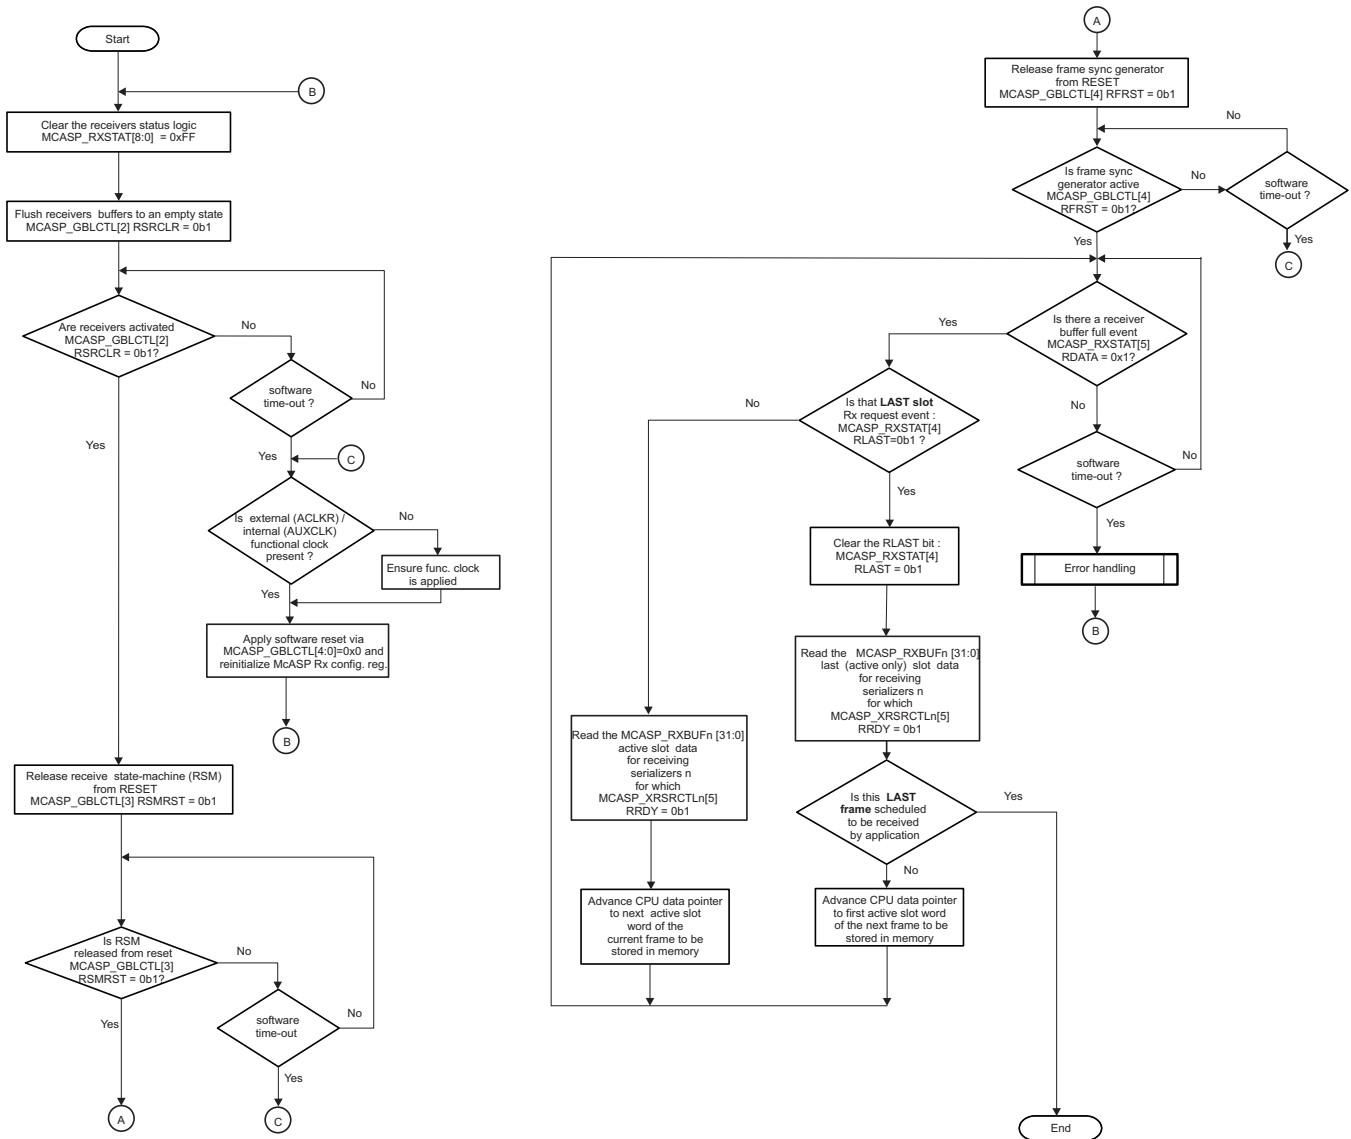 Start
B
Clear the receivers status logic
MCASP_RXSTAT[8:0] = 0xFF
Flush receivers buffers to an empty state
MCASP_GBLCTL[2] RSRCLR = 0b1
Are receivers activated
MCASP_GBLCTL[2]
RSRCLR = 0b1?
No
software
time-out ?
No
Yes
Yes
C
Is external (ACLKR) /
internal (AUXCLK)
functional clock
present ?
No
Ensure func. clock
is applied
Yes
Apply software reset via
MCASP_GBLCTL[4:0]=0x0 and
reinitialize McASP Rx config. reg.
B
Release receive state-machine (RSM)
from RESET
MCASP_GBLCTL[3] RSMRST = 0b1
Is RSM
released from reset
MCASP_GBLCTL[3]
RSMRST = 0b1?
No
software
time-out
No
Yes
Yes
A
C
A
Release frame sync generator
from RESET
MCASP_GBLCTL[4] RFRST = 0b1
No
Is frame sync
generator active
MCASP_GBLCTL[4]
RFRST = 0b1?
No
software
time-out ?
Yes
Yes
C
Is there a receiver
buffer full event
MCASP_RXSTAT[5]
RDATA = 0x1?
Yes
No
Is that LAST slot
Rx request event :
MCASP_RXSTAT[4]
RLAST=0b1 ?
No
software
time-out ?
No
Yes
Yes
Clear the RLAST bit :
MCASP_RXSTAT[4]
RLAST = 0b1
Error handling
B
Read the MCASP_RXBUFn [31:0]
last (active only) slot data
for receiving
serializers n
for which
MCASP_XRSRCTLn[5]
RRDY = 0b1
Read the MCASP_RXBUFn [31:0]
active slot data
for receiving
serializers n
for which
MCASP_XRSRCTLn[5]
RRDY = 0b1
Is this LAST
frame scheduled
to be received
by application
Yes
No
Advance CPU data pointer
to next active slot
word of the
current frame to be
stored in memory
Advance CPU data pointer
to first active slot word
of the next frame to be
stored in memory
End